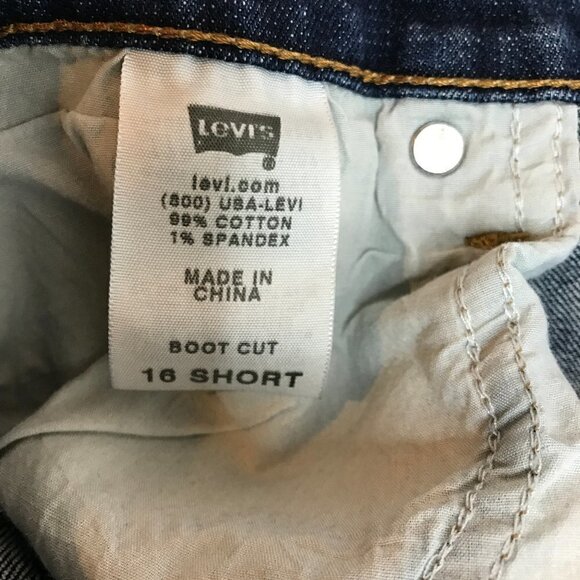 Levi's
levi.com
(800) USA-LEVI
99% COTTON
1% SPANDEX
MADE IN
CHINA
BOOT CUT
16 SHORT